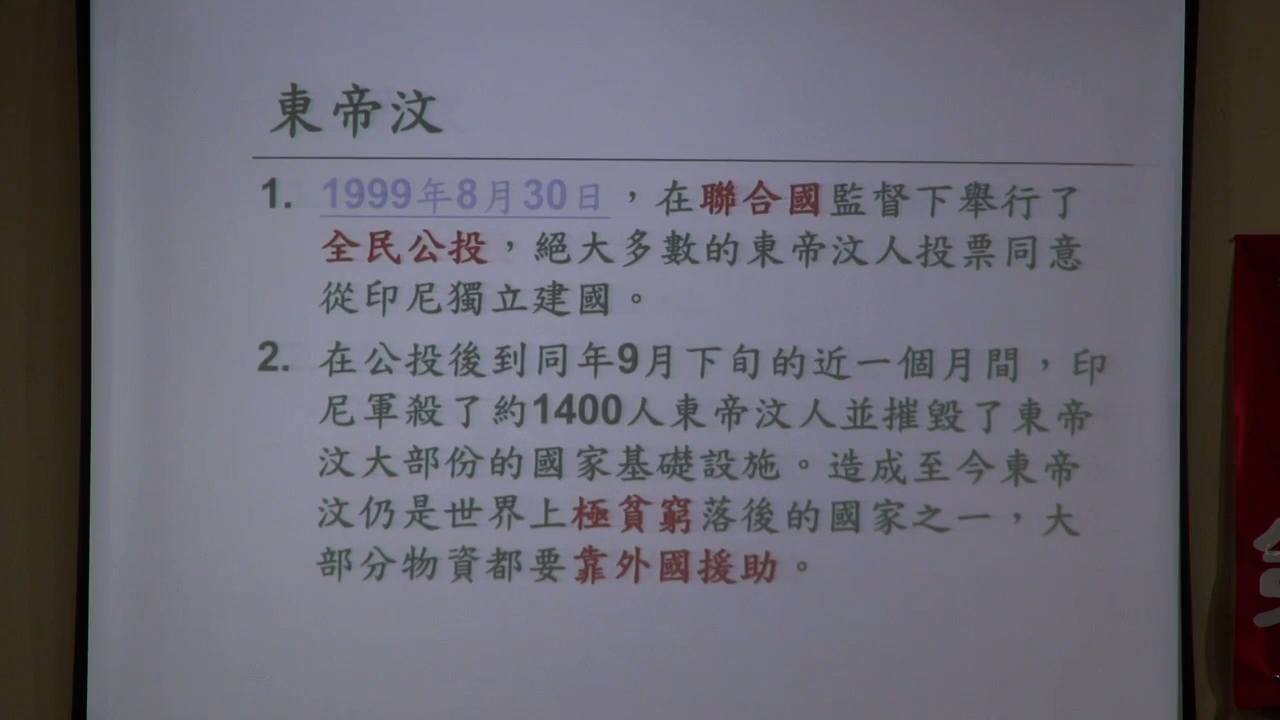 東帝汶
1. 1999年8月30日，在聯合國監督下舉行了
全民公投，絕大多數的東帝汶人投票同意
從印尼獨立建國。
2. 在公投後到同年9月下旬的近一個月間，印
尼軍殺了約1400人東帝汶人並摧毀了東帝
汶大部份的國家基礎設施。造成至今東帝
汶仍是世界上極貧窮落後的國家之一，大
部分物資都要靠外國援助。